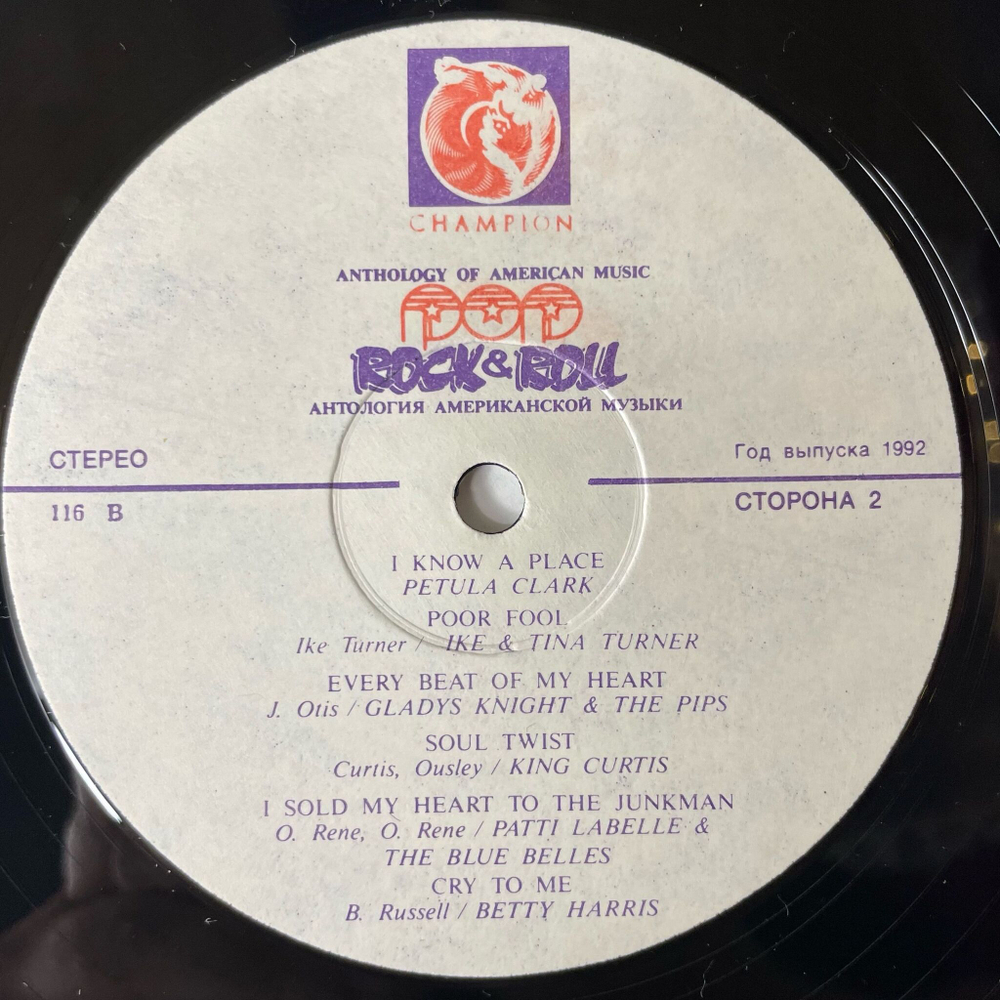 CHAMPION
ANTHOLOGY OF AMERICAN MUSIC
POP
ROCK & ROLL
АНТОЛОГИЯ АМЕРИКАНСКОЙ МУЗЫКИ
СТЕРЕО
Год выпуска 1992
116 B
СТОРОНА 2
I KNOW A PLACE
PETULA CLARK
POOR FOOL
Ike Turner / IKE & TINA TURNER
EVERY BEAT OF MY HEART
J. Otis / GLADYS KNIGHT & THE PIPS
SOUL TWIST
Curtis, Ousley / KING CURTIS
I SOLD MY HEART TO THE JUNKMAN
O. Rene, O. Rene / PATTI LABELLE &
THE BLUE BELLES
CRY TO ME
B. Russell / BETTY HARRIS